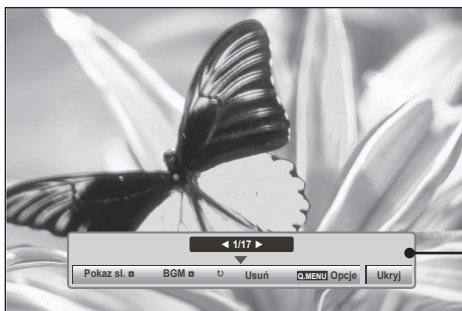 ◀ 1/17 ▶
Pokaz sl. BGM ↻ Usuń Q.MENU Opcje Ukryj